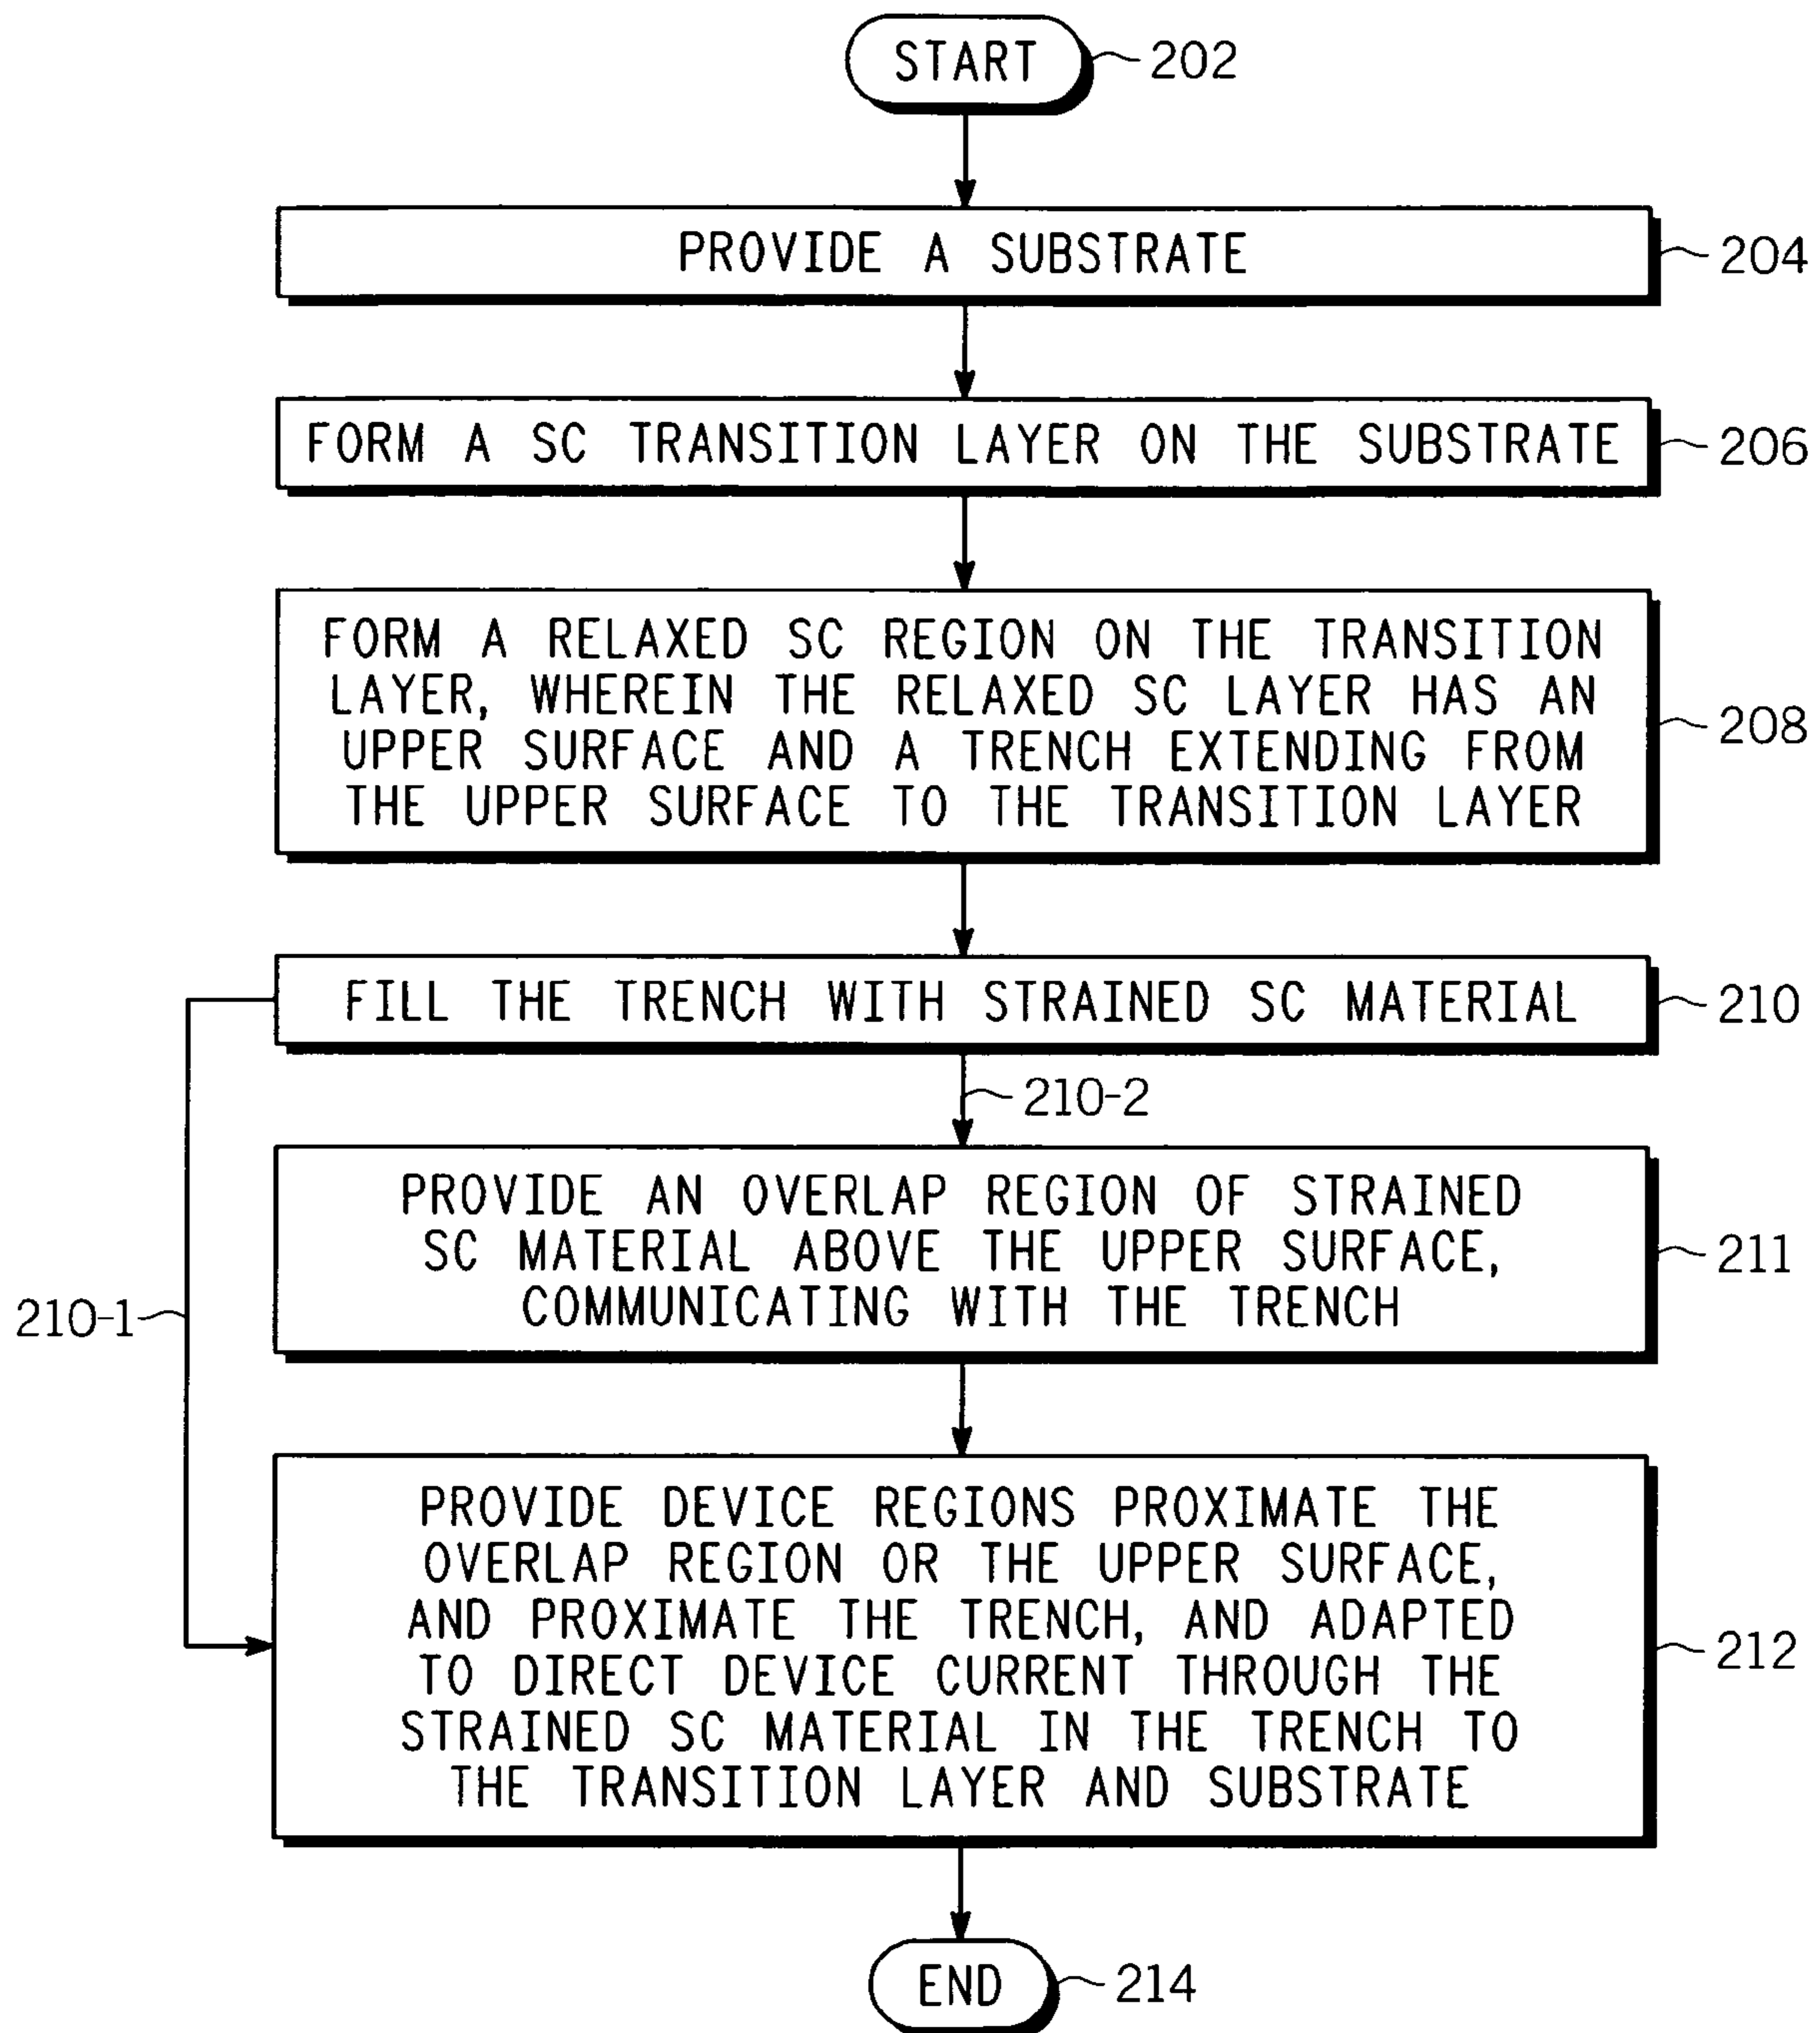 START
202
PROVIDE A SUBSTRATE
204
FORM A SC TRANSITION LAYER ON THE SUBSTRATE
206
FORM A RELAXED SC REGION ON THE TRANSITION
LAYER, WHEREIN THE RELAXED SC LAYER HAS AN
UPPER SURFACE AND A TRENCH EXTENDING FROM
THE UPPER SURFACE TO THE TRANSITION LAYER
208
FILL THE TRENCH WITH STRAINED SC MATERIAL
210
210-2
PROVIDE AN OVERLAP REGION OF STRAINED
SC MATERIAL ABOVE THE UPPER SURFACE,
COMMUNICATING WITH THE TRENCH
211
210-1
PROVIDE DEVICE REGIONS PROXIMATE THE
OVERLAP REGION OR THE UPPER SURFACE,
AND PROXIMATE THE TRENCH, AND ADAPTED
TO DIRECT DEVICE CURRENT THROUGH THE
STRAINED SC MATERIAL IN THE TRENCH TO
THE TRANSITION LAYER AND SUBSTRATE
212
END
214